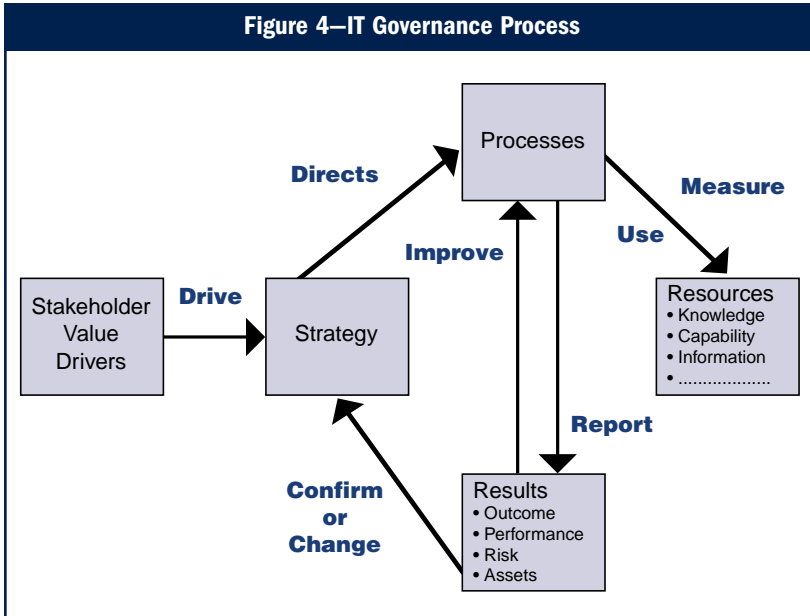 Figure 4—IT Governance Process
Processes
Directs
Measure
Use
Improve
Stakeholder
Value
Drivers
Drive
Strategy
Resources
• Knowledge
• Capability
• Information
• ...................
Report
Confirm
or
Change
Results
• Outcome
• Performance
• Risk
• Assets